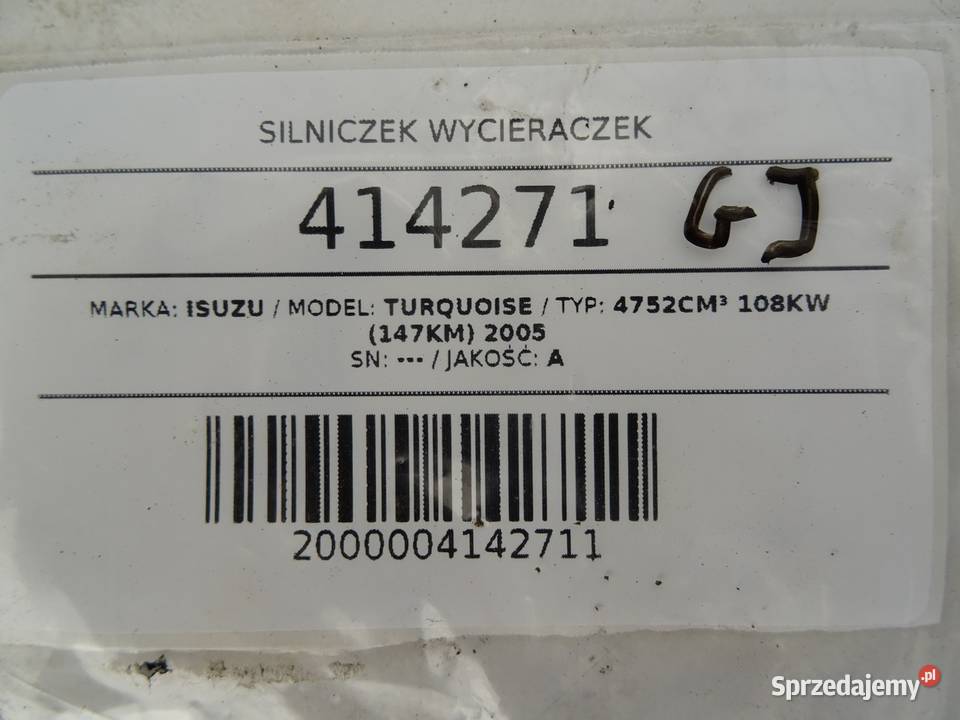 SILNICZEK WYCIERACZEK
414271 GJ
MARKA: ISUZU / MODEL: TURQUOISE / TYP: 4752CM³ 108KW
(147KM) 2005
SN: --- / JAKOŚĆ: A
2000004142711
Sprzedajemy.pl